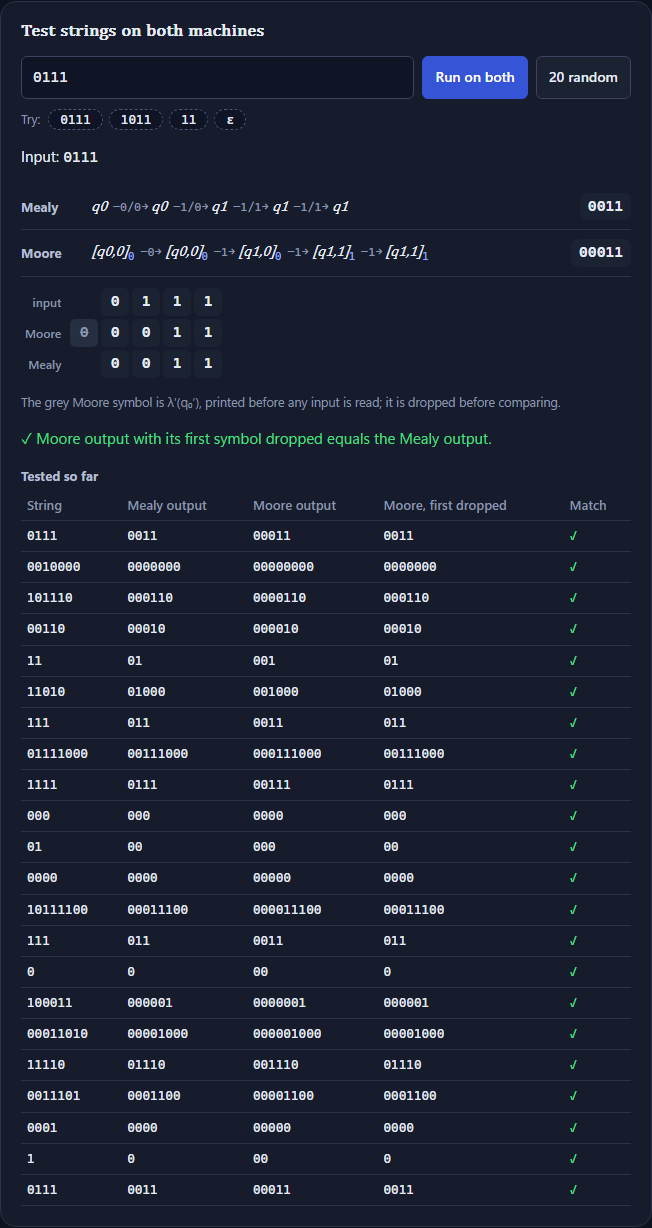 Test strings on both machines
0111 Run on both 20 random
Try: 0111 1011 11 ε
Input: 0111
Mealy q0 −0/0→ q0 −1/0→ q1 −1/1→ q1 −1/1→ q1 0011
Moore [q0,0]0 −0→ [q0,0]0 −1→ [q1,0]0 −1→ [q1,1]1 −1→ [q1,1]1 00011
input 0 1 1 1
Moore 0 0 0 1 1
Mealy 0 0 1 1
The grey Moore symbol is λ′(q₀′), printed before any input is read; it is dropped before comparing.
✓ Moore output with its first symbol dropped equals the Mealy output.
Tested so far
String Mealy output Moore output Moore, first dropped Match
0111 0011 00011 0011 ✓
0010000 0000000 00000000 0000000 ✓
101110 000110 0000110 000110 ✓
00110 00010 000010 00010 ✓
11 01 001 01 ✓
11010 01000 001000 01000 ✓
111 011 0011 011 ✓
01111000 00111000 000111000 00111000 ✓
1111 0111 00111 0111 ✓
000 000 0000 000 ✓
01 00 000 00 ✓
0000 0000 00000 0000 ✓
10111100 00011100 000011100 00011100 ✓
111 011 0011 011 ✓
0 0 00 0 ✓
100011 000001 0000001 000001 ✓
00011010 00001000 000001000 00001000 ✓
11110 01110 001110 01110 ✓
0011101 0001100 00001100 0001100 ✓
0001 0000 00000 0000 ✓
1 0 00 0 ✓
0111 0011 00011 0011 ✓